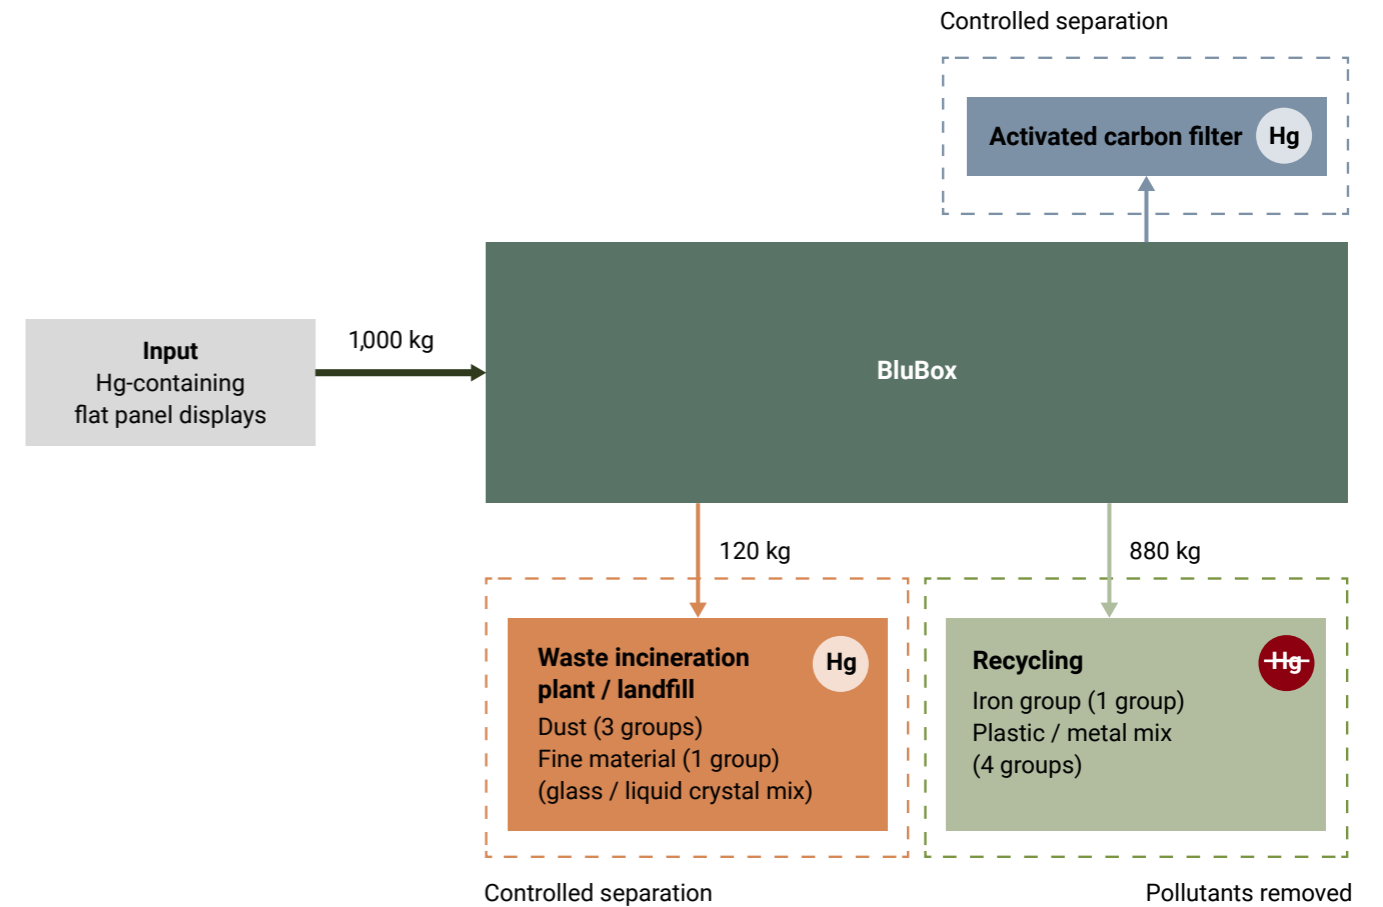 Controlled separation
Activated carbon filter
Hg
Input
Hg-containing
flat panel displays
1,000 kg
BluBox
120 kg
880 kg
Waste incineration
plant / landfill
Hg
Dust (3 groups)
Fine material (1 group)
(glass / liquid crystal mix)
Recycling
Hg
Iron group (1 group)
Plastic / metal mix
(4 groups)
Controlled separation
Pollutants removed